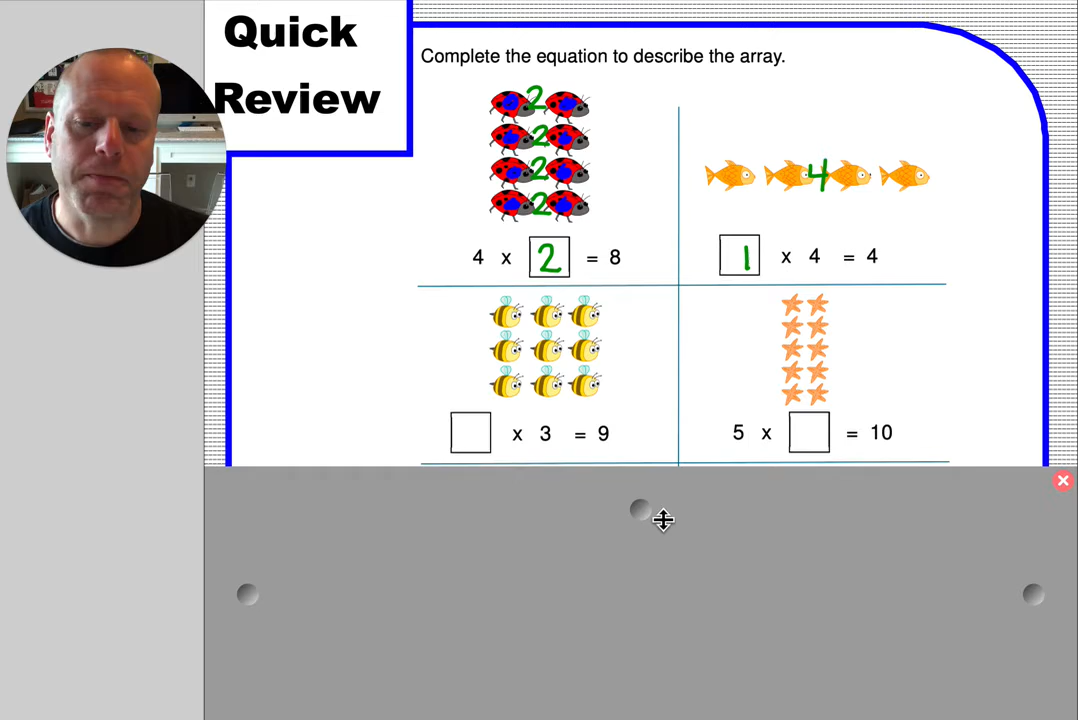 Quick
Review
Complete the equation to describe the array.
2
2
2
2
4 x 2 = 8
4
1 x 4 = 4
x 3 = 9
5 x = 10